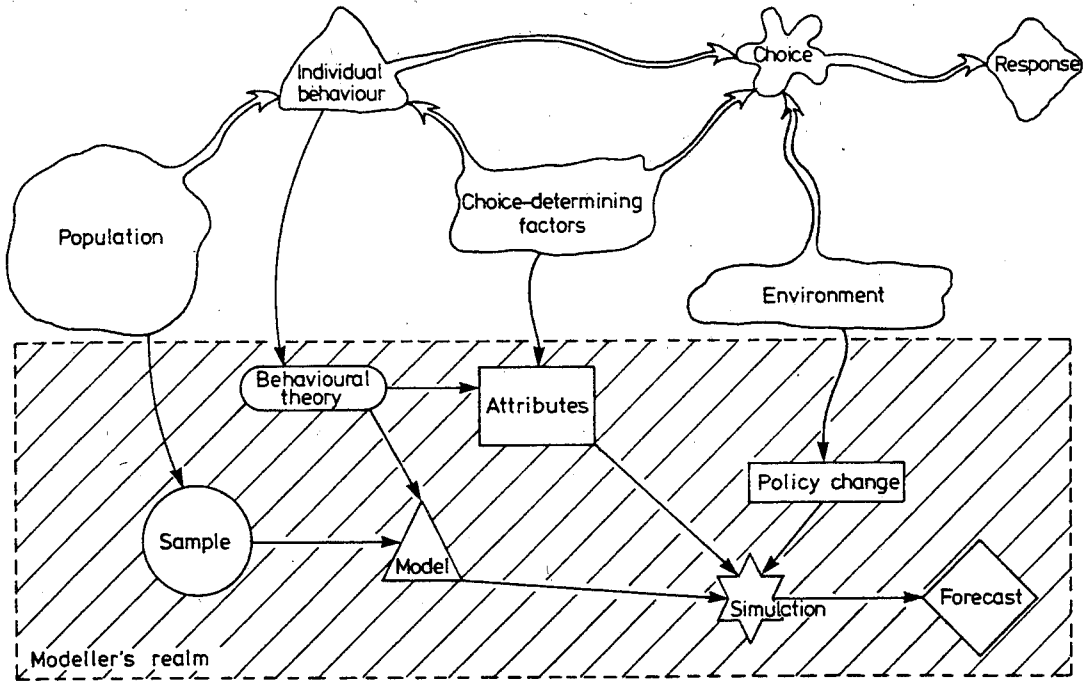 Individual
behaviour
Choice
Response
Population
Choice-determining
factors
Environment
Behavioural
theory
Attributes
Policy change
Sample
Model
Simulction
Forecast
Modeller's realm